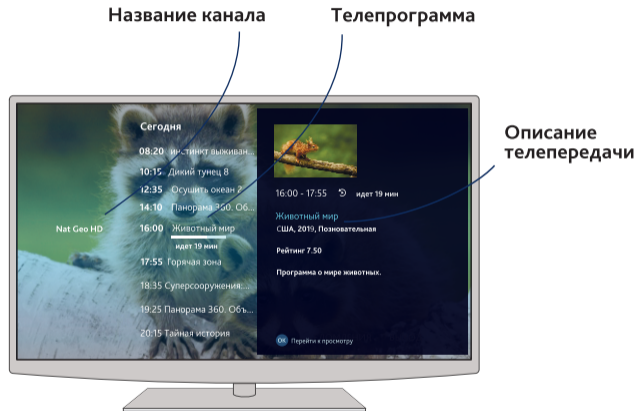 Название канала
Телепрограмма
Описание
телепередачи
Nat Geo HD
Сегодня
08:20 инстинкт выживан...
10:15 Дикий тунец 8
12:35 Осушить океан 2
14:10 Панорама 360. Об...
16:00 Животный мир
идет 19 мин
17:55 Горячая зона
18:35 Суперсооружения:...
19:25 Панорама 360. Объ...
20:15 Тайная история
16:00 - 17:55 идет 19 мин
Животный мир
США, 2019, Позновательная
Рейтинг 7.50
Программа о мире животных.
OK Перейти к просмотру